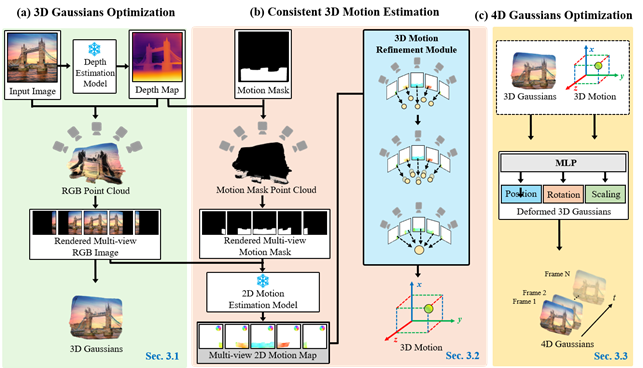 (a) 3D Gaussians Optimization
Input Image
Depth
Estimation
Model
Depth Map
RGB Point Cloud
Rendered Multi-view
RGB Image
3D Gaussians
Sec. 3.1
(b) Consistent 3D Motion Estimation
Motion Mask
Motion Mask Point Cloud
Rendered Multi-view
Motion Mask
2D Motion
Estimation Model
Multi-view 2D Motion Map
3D Motion
Refinement Module
x
y
z
3D Motion
Sec. 3.2
(c) 4D Gaussians Optimization
3D Gaussians
x
y
z
3D Motion
MLP
Position
Rotation
Scaling
Deformed 3D Gaussians
Frame N
Frame 2
Frame 1
t
4D Gaussians
Sec. 3.3